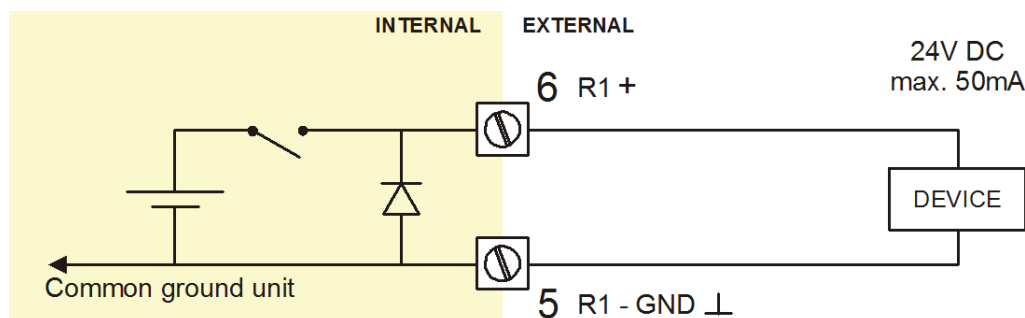 INTERNAL EXTERNAL
24V DC
max. 50mA
6 R1 +
DEVICE
Common ground unit
5 R1 - GND